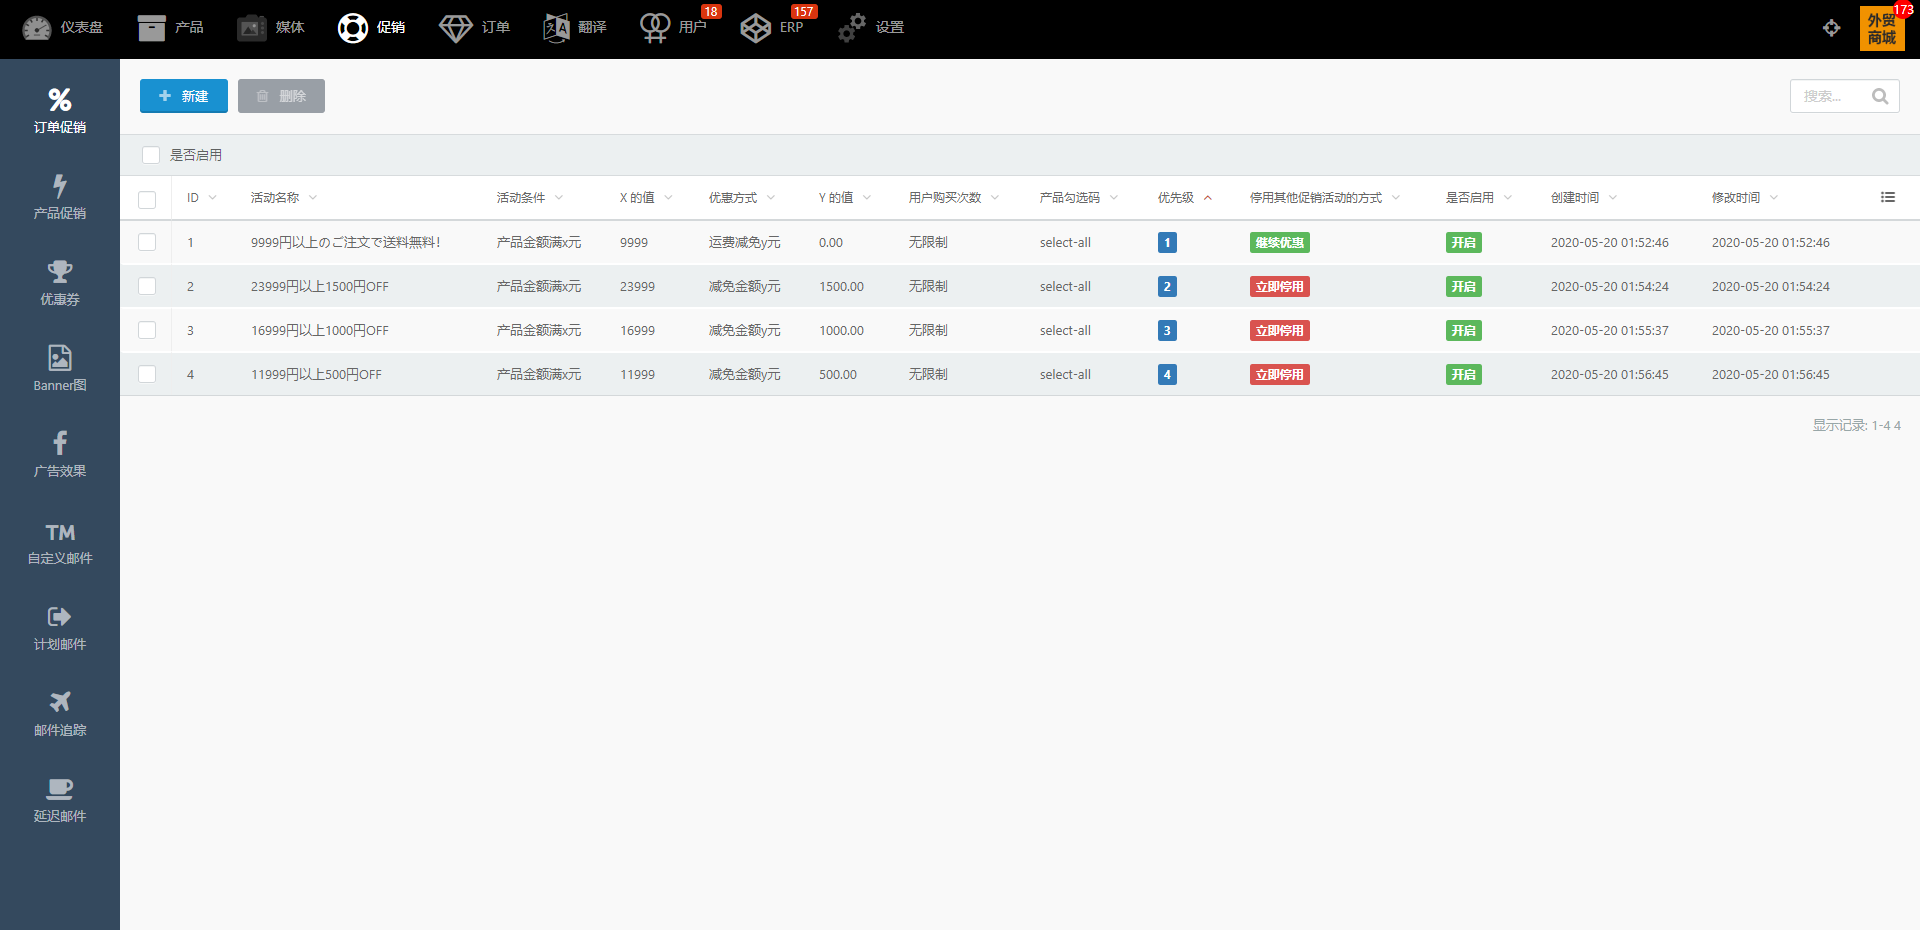 仪表盘 产品 媒体 促销 订单 翻译 用户 18 ERP 157 设置 外贸商城 173
订单促销
产品促销
优惠券
Banner图
广告效果
TM
自定义邮件
计划邮件
邮件追踪
延迟邮件
新建 删除 搜索...
是否启用
ID 活动名称 活动条件 X 的值 优惠方式 Y 的值 用户购买次数 产品勾选码 优先级 停用其他促销活动的方式 是否启用 创建时间 修改时间
1 9999円以上のご注文で送料無料! 产品金额满x元 9999 运费减免y元 0.00 无限制 select-all 1 继续优惠 开启 2020-05-20 01:52:46 2020-05-20 01:52:46
2 23999円以上1500円OFF 产品金额满x元 23999 减免金额y元 1500.00 无限制 select-all 2 立即停用 开启 2020-05-20 01:54:24 2020-05-20 01:54:24
3 16999円以上1000円OFF 产品金额满x元 16999 减免金额y元 1000.00 无限制 select-all 3 立即停用 开启 2020-05-20 01:55:37 2020-05-20 01:55:37
4 11999円以上500円OFF 产品金额满x元 11999 减免金额y元 500.00 无限制 select-all 4 立即停用 开启 2020-05-20 01:56:45 2020-05-20 01:56:45
显示记录: 1-4 4